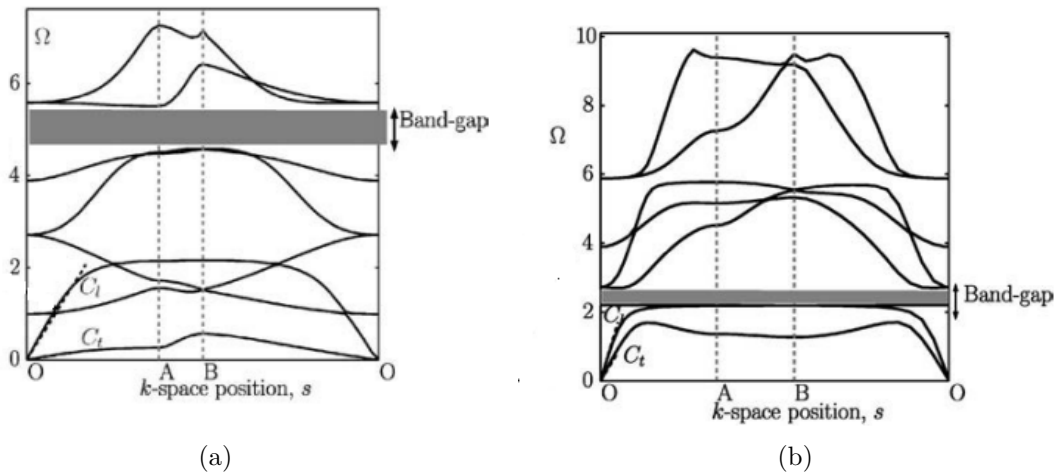 Ω
6
4
2
0
Band-gap
C_l
C_t
O A B O
k-space position, s
(a)
10
8
Ω
6
4
2
0
Band-gap
C_l
C_t
O A B O
k-space position, s
(b)